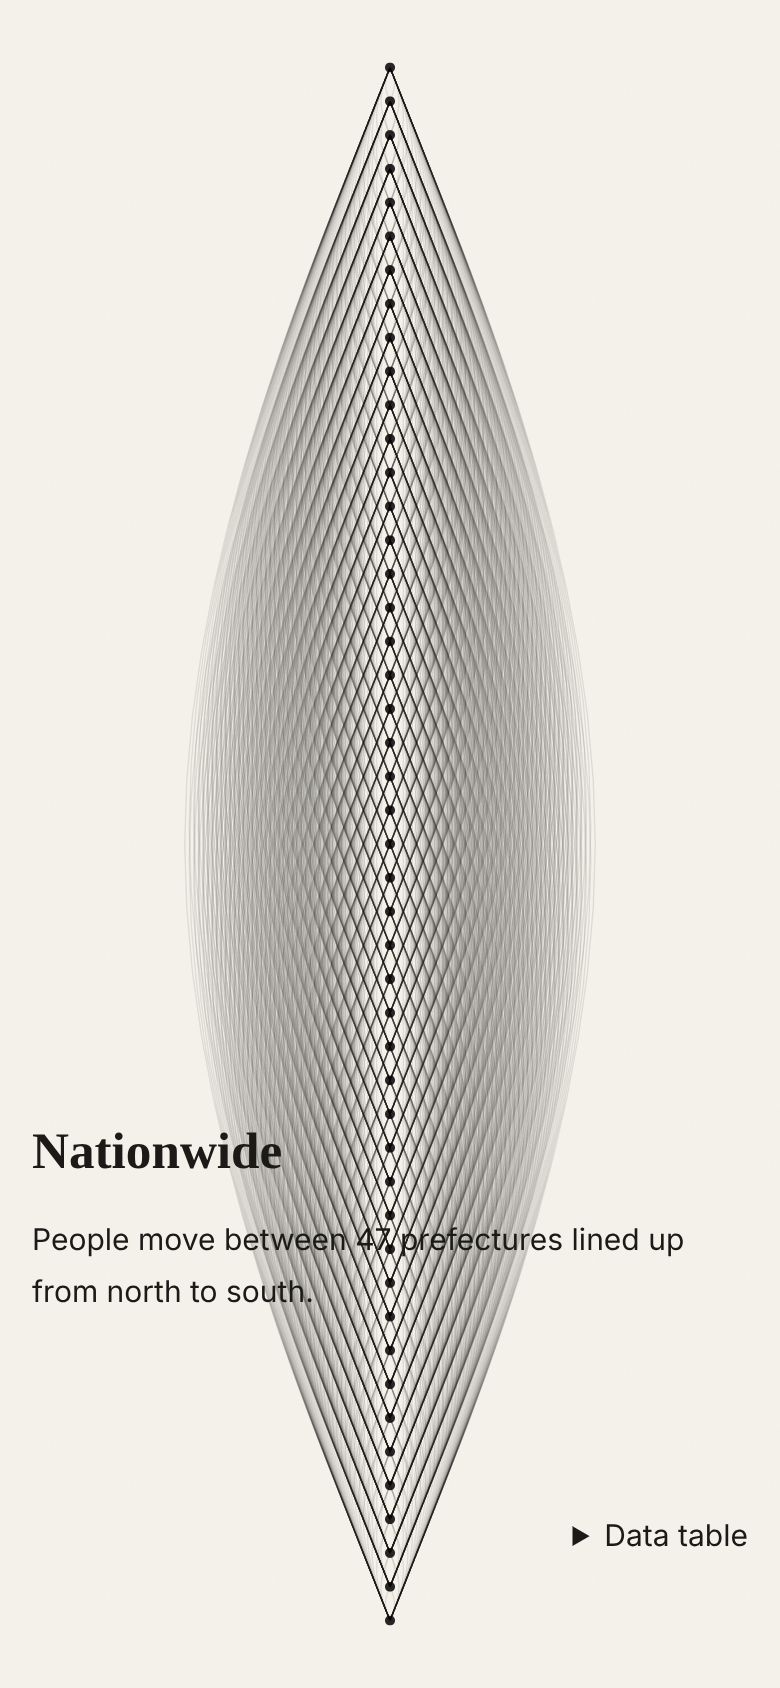 Nationwide
People move between 47 prefectures lined up
from north to south.
Data table